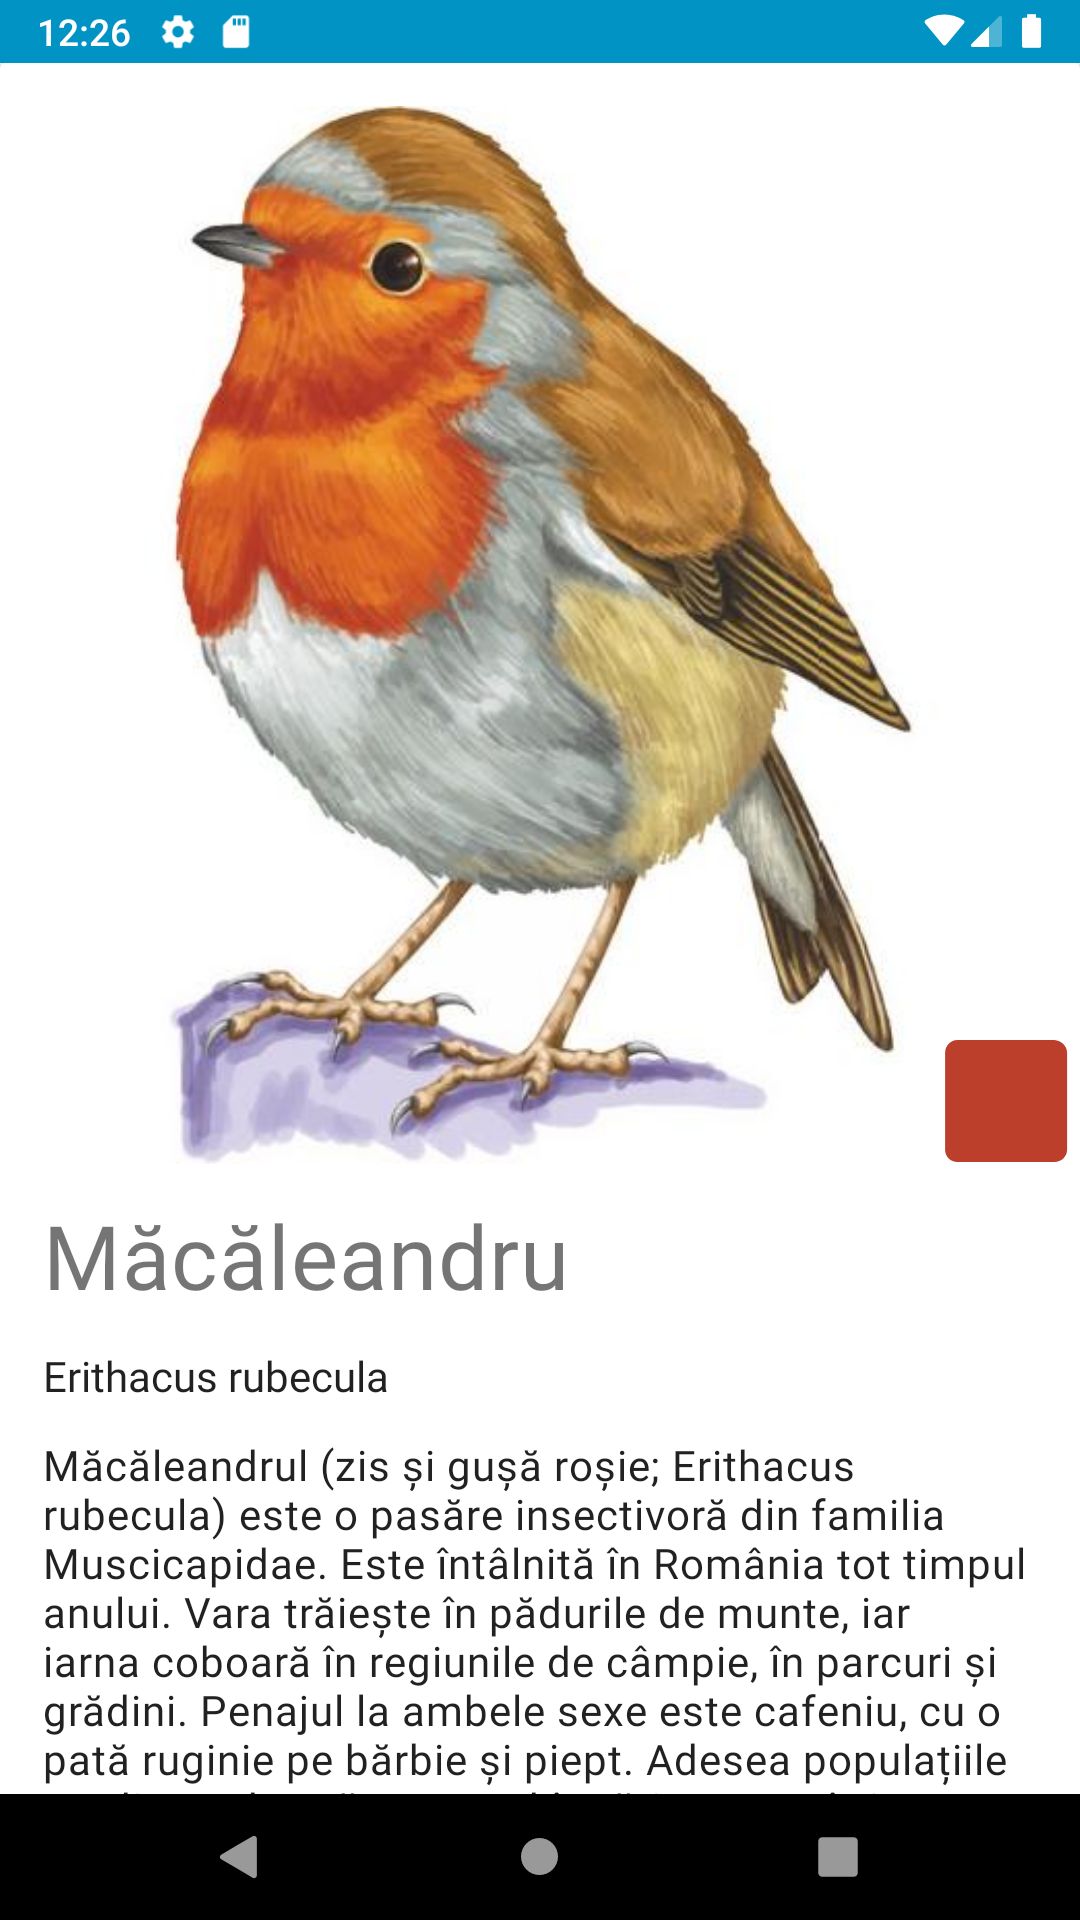 12:26
Măcăleandru
Erithacus rubecula
Măcăleandrul (zis și gușă roșie; Erithacus
rubecula) este o pasăre insectivoră din familia
Muscicapidae. Este întâlnită în România tot timpul
anului. Vara trăiește în pădurile de munte, iar
iarna coboară în regiunile de câmpie, în parcuri și
grădini. Penajul la ambele sexe este cafeniu, cu o
pată ruginie pe bărbie și piept. Adesea populațiile